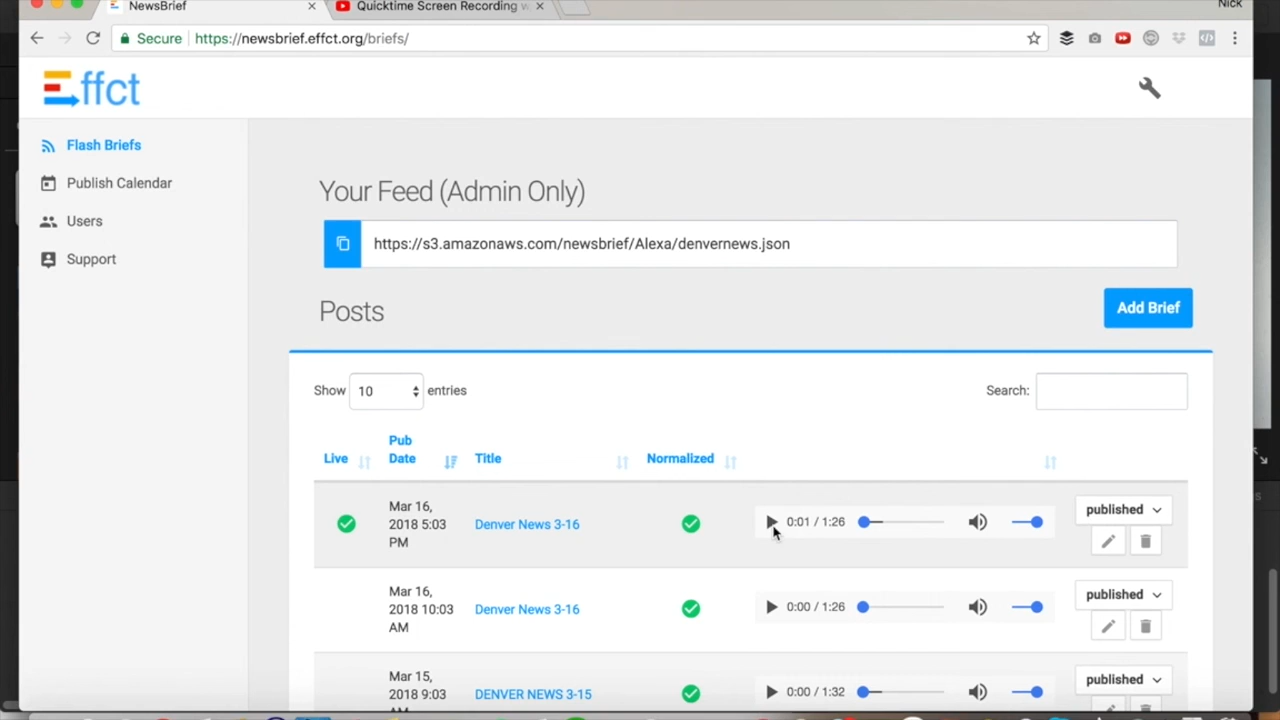 NewsBrief
Quicktime Screen Recording w
Nick
Secure
https://newsbrief.effct.org/briefs/
Effct
Flash Briefs
Publish Calendar
Users
Support
Your Feed (Admin Only)
https://s3.amazonaws.com/newsbrief/Alexa/denvernews.json
Posts
Add Brief
Show 10 entries
Search:
Live
Pub
Date
Title
Normalized
Mar 16,
2018 5:03
PM
Denver News 3-16
0:01 / 1:26
published
Mar 16,
2018 10:03
AM
Denver News 3-16
0:00 / 1:26
published
Mar 15,
2018 9:03
DENVER NEWS 3-15
0:00 / 1:32
published